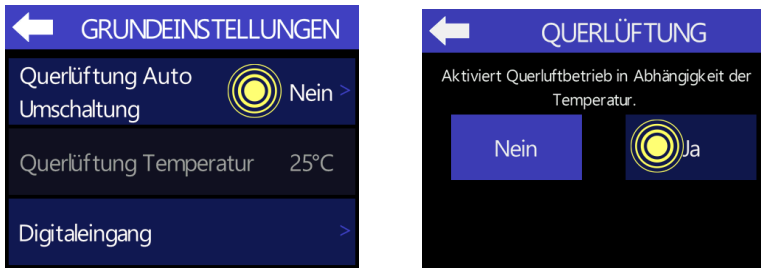 GRUNDEINSTELLUNGEN
Querlüftung Auto
Umschaltung
Nein >
Querlüftung Temperatur 25°C
Digitaleingang >
QUERLÜFTUNG
Aktiviert Querluftbetrieb in Abhängigkeit der
Temperatur.
Nein
Ja